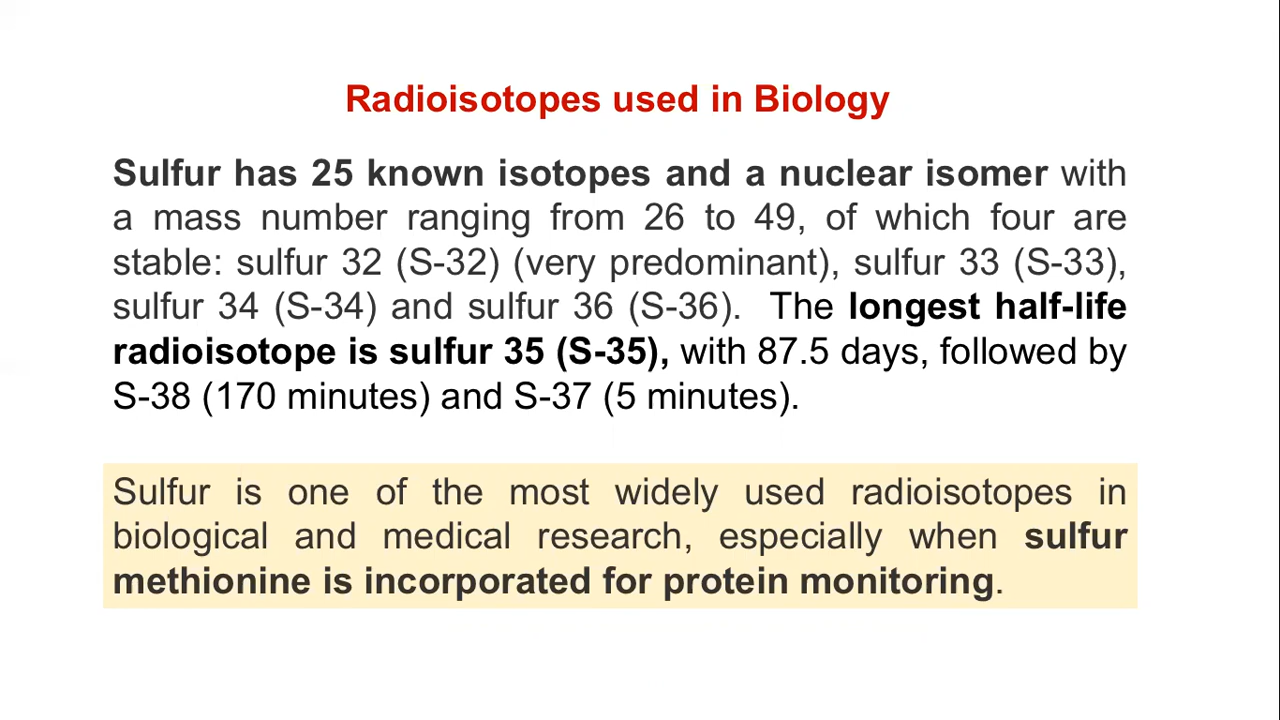 Radioisotopes used in Biology
Sulfur has 25 known isotopes and a nuclear isomer with
a mass number ranging from 26 to 49, of which four are
stable: sulfur 32 (S-32) (very predominant), sulfur 33 (S-33),
sulfur 34 (S-34) and sulfur 36 (S-36). The longest half-life
radioisotope is sulfur 35 (S-35), with 87.5 days, followed by
S-38 (170 minutes) and S-37 (5 minutes).
Sulfur is one of the most widely used radioisotopes in
biological and medical research, especially when sulfur
methionine is incorporated for protein monitoring.